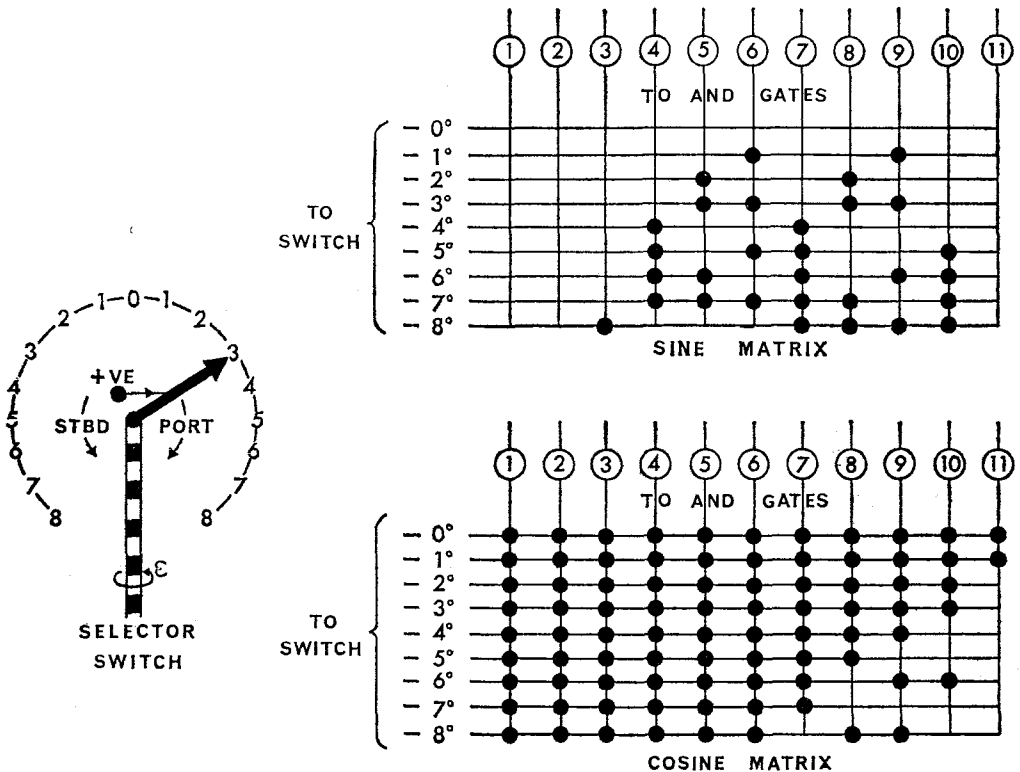 1 2 3 4 5 6 7 8 9 10 11
TO AND GATES
0°
1°
2°
3°
4°
5°
6°
7°
8°
TO
SWITCH
SINE MATRIX
8 7 6 5 4 3 2 1 0 1 2 3 4 5 6 7 8
+VE
STBD
PORT
ε
SELECTOR
SWITCH
1 2 3 4 5 6 7 8 9 10 11
TO AND GATES
0°
1°
2°
3°
4°
5°
6°
7°
8°
TO
SWITCH
COSINE MATRIX